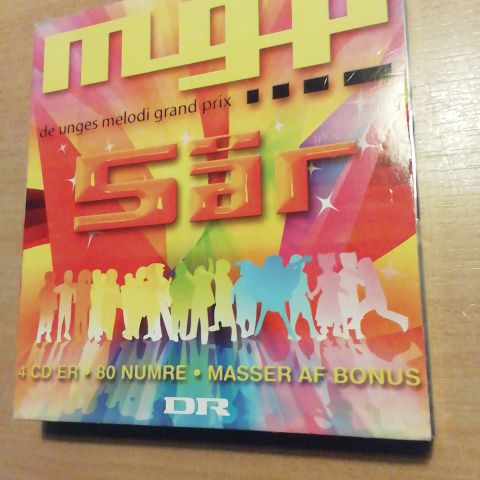 mgp
de unges melodi grand prix
5 år
4 CD'ER • 80 NUMRE • MASSER AF BONUS
DR